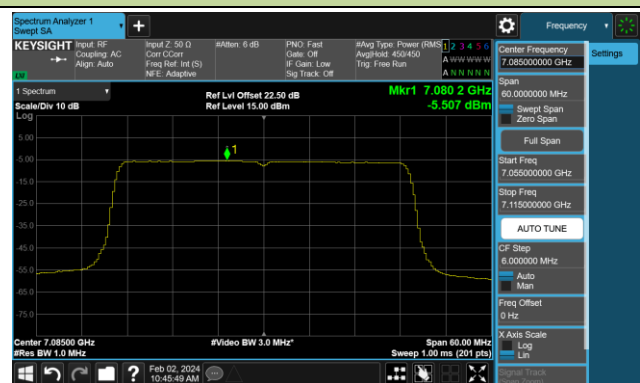 Spectrum Analyzer 1
Swept SA
Frequency
KEYSIGHT
Input: RF
Coupling: AC
Align: Auto
Input Z: 50 Ω
Corr CCorr
Freq Ref: Int (S)
NFE: Adaptive
#Atten: 6 dB
PNO: Fast
Gate: Off
IF Gain: Low
Sig Track: Off
#Avg Type: Power (RMS
Avg|Hold: 450/450
Trig: Free Run
1 2 3 4 5 6
A W W W W W
A N N N N N
LW
1 Spectrum
Scale/Div 10 dB
Ref Lvl Offset 22.50 dB
Ref Level 15.00 dBm
Mkr1 7.080 2 GHz
-5.507 dBm
Log
5.00
-5.00
-15.0
-25.0
-35.0
-45.0
-55.0
-65.0
-75.0
1
Center 7.08500 GHz
#Res BW 1.0 MHz
#Video BW 3.0 MHz*
Span 60.00 MHz
Sweep 1.00 ms (201 pts)
Feb 02, 2024
10:45:49 AM
Center Frequency
7.085000000 GHz
Settings
Span
60.0000000 MHz
Swept Span
Zero Span
Full Span
Start Freq
7.055000000 GHz
Stop Freq
7.115000000 GHz
AUTO TUNE
CF Step
6.000000 MHz
Auto
Man
Freq Offset
0 Hz
X Axis Scale
Log
Lin
Signal Track